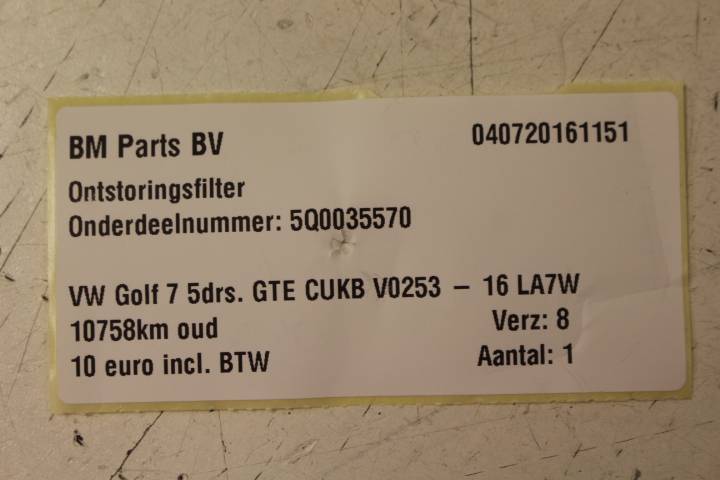 BM Parts BV 040720161151
Ontstoringsfilter
Onderdeelnummer: 5Q0035570
VW Golf 7 5drs. GTE CUKB V0253 – 16 LA7W
10758km oud Verz: 8
10 euro incl. BTW Aantal: 1